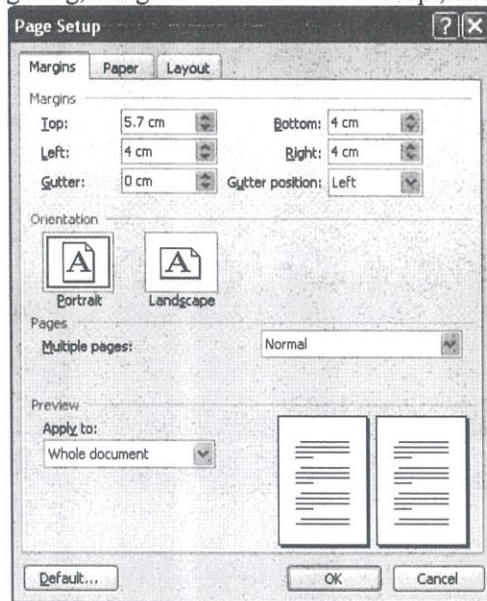 Page Setup
Margins Paper Layout
Margins
Top: 5.7 cm Bottom: 4 cm
Left: 4 cm Right: 4 cm
Gutter: 0 cm Gutter position: Left
Orientation
A A
Portrait Landscape
Pages
Multiple pages: Normal
Preview
Apply to:
Whole document
Default... OK Cancel